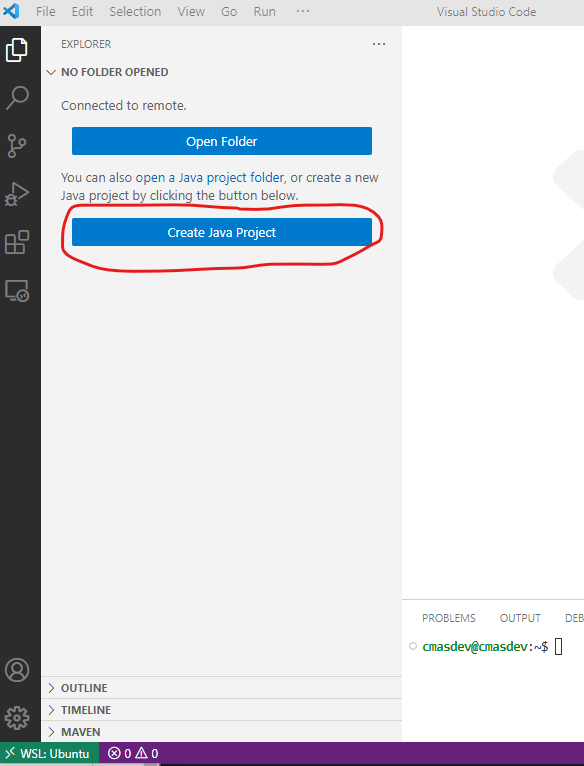 File Edit Selection View Go Run ··· Visual Studio Code
EXPLORER ···
NO FOLDER OPENED
Connected to remote.
Open Folder
You can also open a Java project folder, or create a new
Java project by clicking the button below.
Create Java Project
PROBLEMS OUTPUT DEB
cmasdev@cmasdev:~$
OUTLINE
TIMELINE
MAVEN
WSL: Ubuntu 0 0